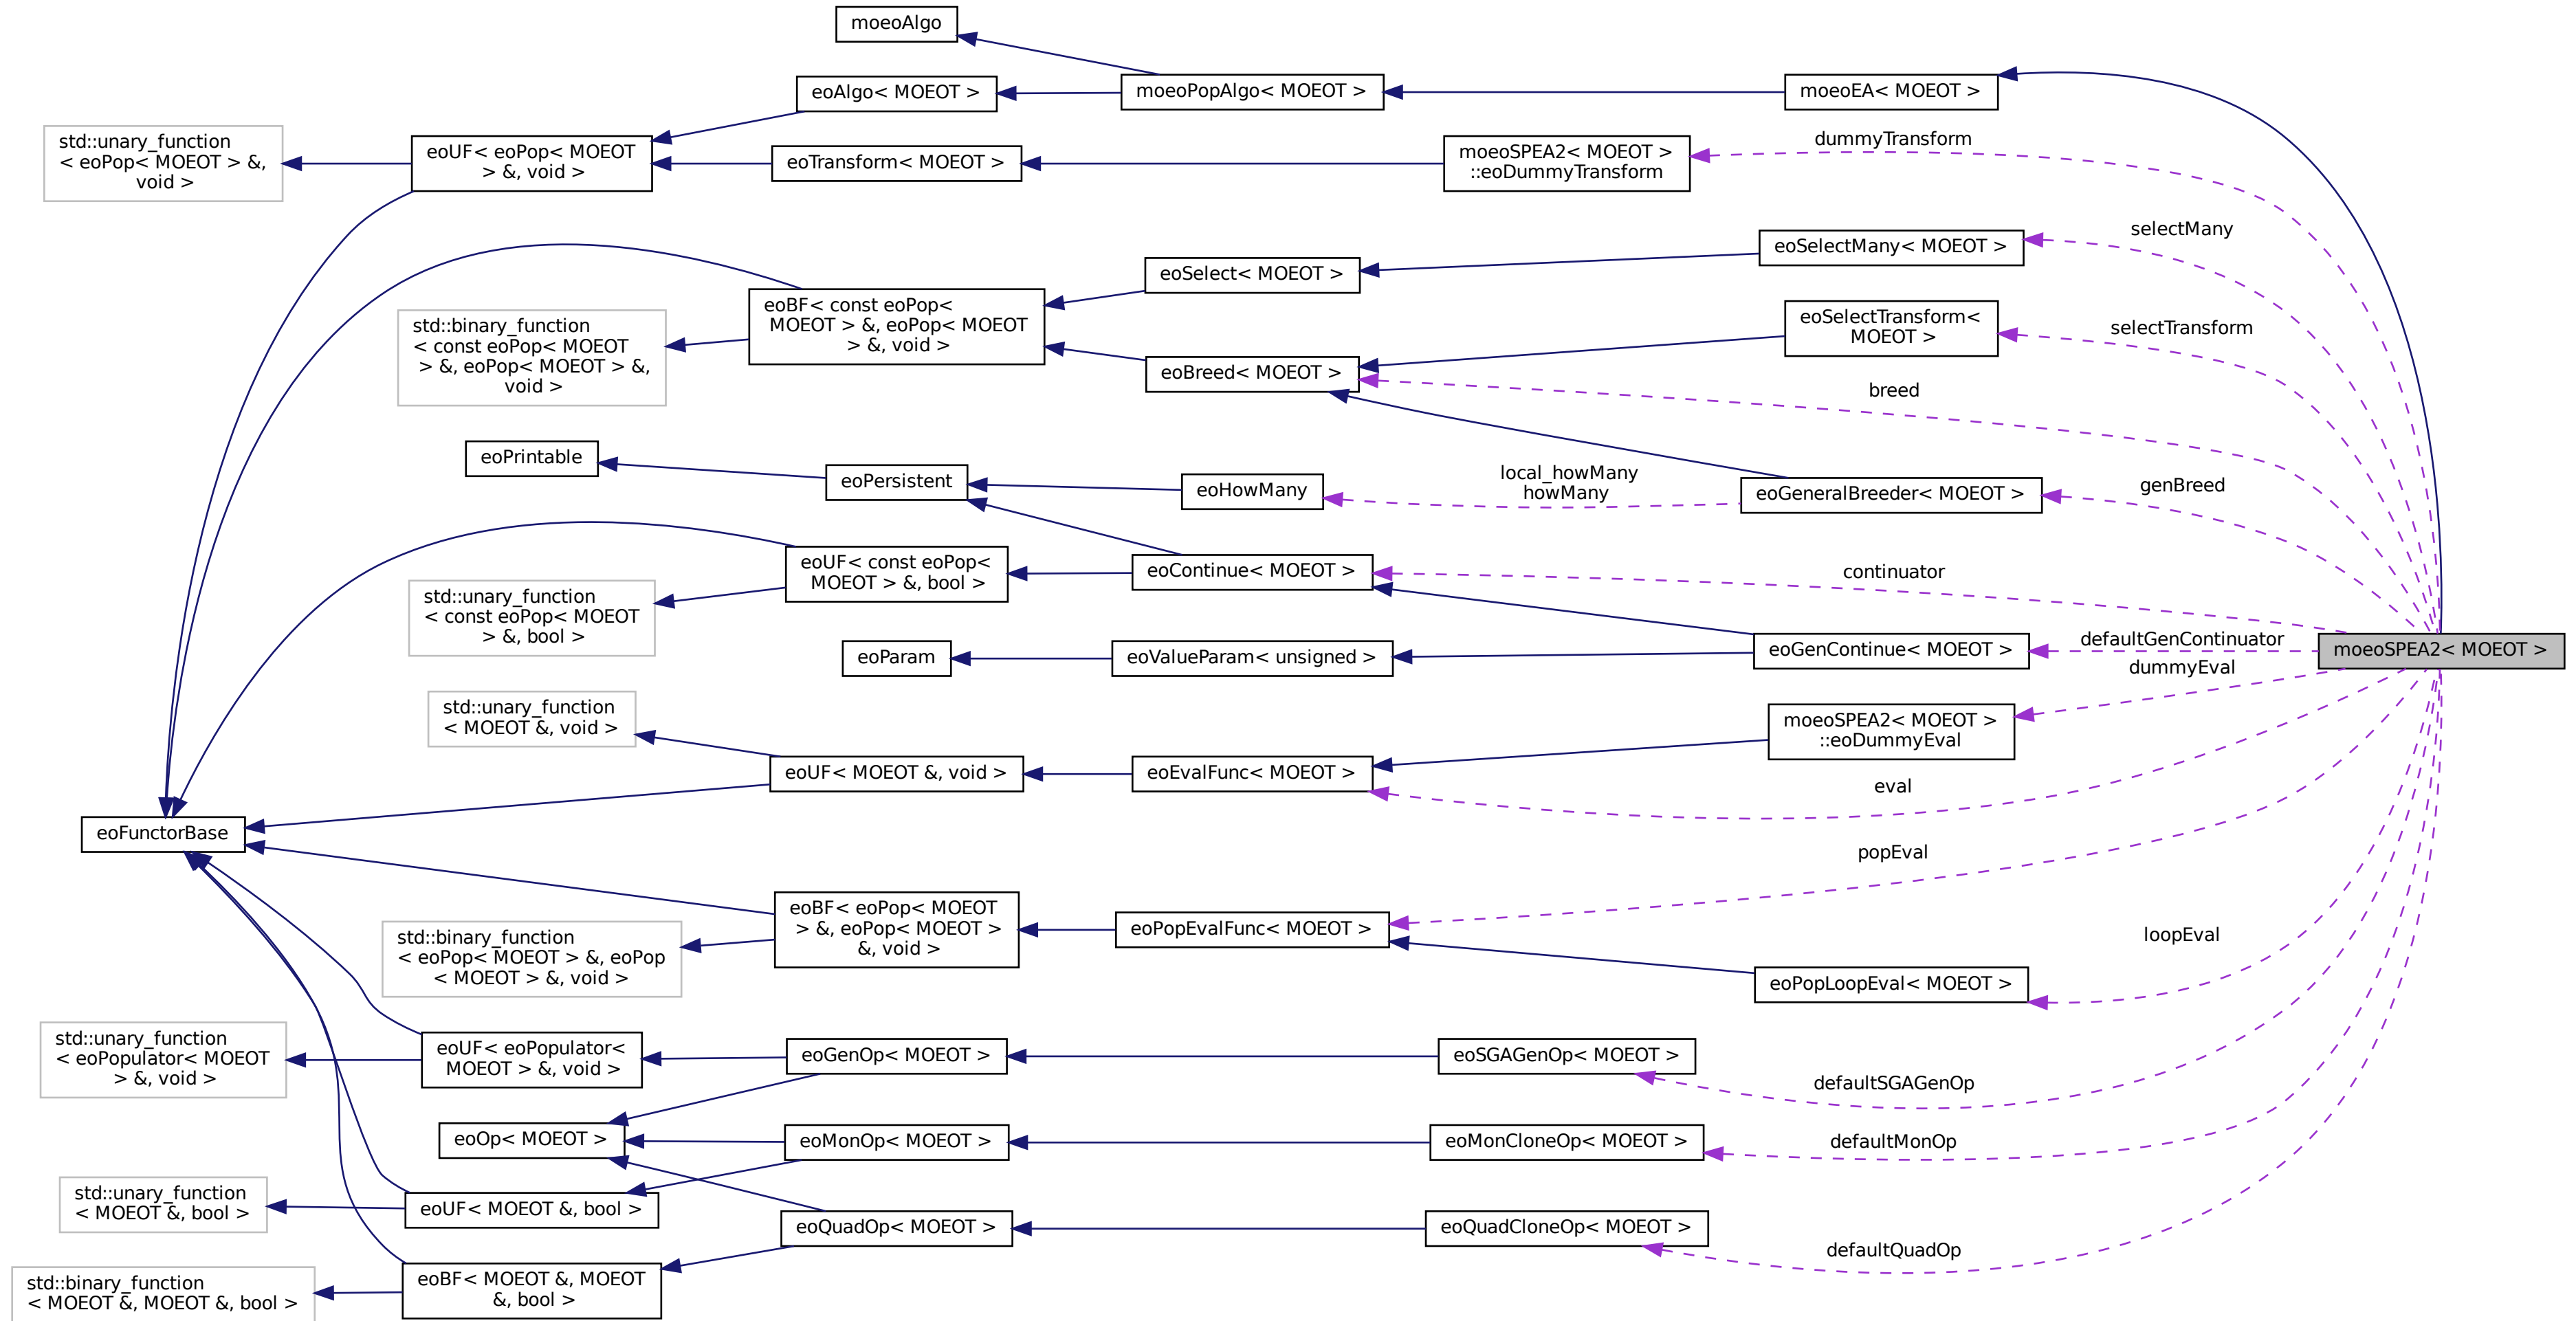 moeoAlgo
eoAlgo< MOEOT >
moeoPopAlgo< MOEOT >
moeoEA< MOEOT >
std::unary_function
< eoPop< MOEOT > &,
void >
eoUF< eoPop< MOEOT
> &, void >
eoTransform< MOEOT >
moeoSPEA2< MOEOT >
::eoDummyTransform
dummyTransform
selectMany
eoSelectMany< MOEOT >
eoSelect< MOEOT >
eoBF< const eoPop<
MOEOT > &, eoPop< MOEOT
> &, void >
std::binary_function
< const eoPop< MOEOT
> &, eoPop< MOEOT > &,
void >
eoSelectTransform<
MOEOT >
selectTransform
eoBreed< MOEOT >
breed
eoPrintable
eoPersistent
eoHowMany
local_howMany
howMany
eoGeneralBreeder< MOEOT >
genBreed
eoUF< const eoPop<
MOEOT > &, bool >
eoContinue< MOEOT >
continuator
std::unary_function
< const eoPop< MOEOT
> &, bool >
eoParam
eoValueParam< unsigned >
eoGenContinue< MOEOT >
defaultGenContinuator
moeoSPEA2< MOEOT >
dummyEval
std::unary_function
< MOEOT &, void >
moeoSPEA2< MOEOT >
::eoDummyEval
eoUF< MOEOT &, void >
eoEvalFunc< MOEOT >
eval
eoFunctorBase
popEval
eoBF< eoPop< MOEOT
> &, eoPop< MOEOT >
&, void >
eoPopEvalFunc< MOEOT >
std::binary_function
< eoPop< MOEOT > &, eoPop
< MOEOT > &, void >
loopEval
eoPopLoopEval< MOEOT >
std::unary_function
< eoPopulator< MOEOT
> &, void >
eoUF< eoPopulator<
MOEOT > &, void >
eoGenOp< MOEOT >
eoSGAGenOp< MOEOT >
defaultSGAGenOp
eoOp< MOEOT >
eoMonOp< MOEOT >
eoMonCloneOp< MOEOT >
defaultMonOp
std::unary_function
< MOEOT &, bool >
eoUF< MOEOT &, bool >
eoQuadOp< MOEOT >
eoQuadCloneOp< MOEOT >
defaultQuadOp
std::binary_function
< MOEOT &, MOEOT &, bool >
eoBF< MOEOT &, MOEOT
&, bool >